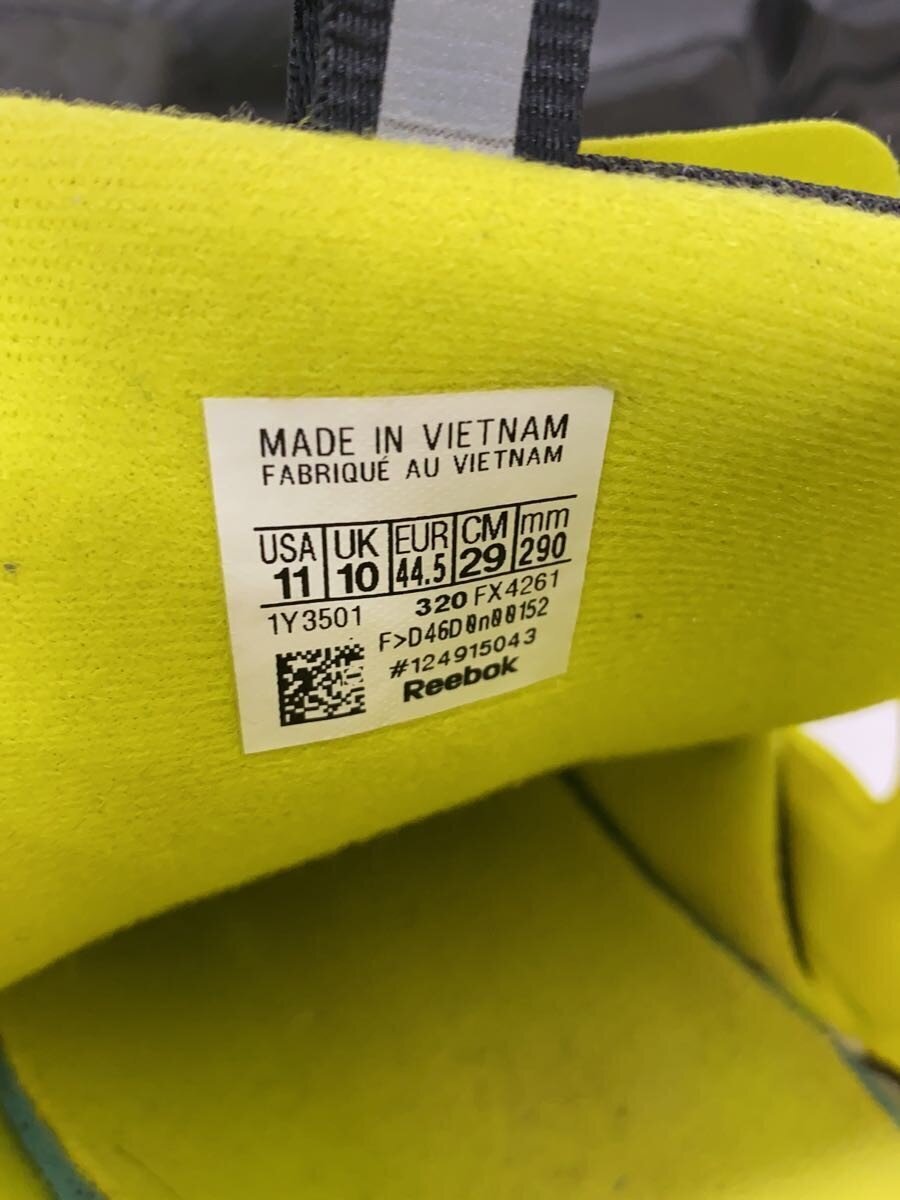 MADE IN VIETNAM
FABRIQUÉ AU VIETNAM
USA UK EUR CM mm
11 10 44.5 29 290
1Y3501 320 FX4261
F>D46D0n00152
#124915043
Reebok